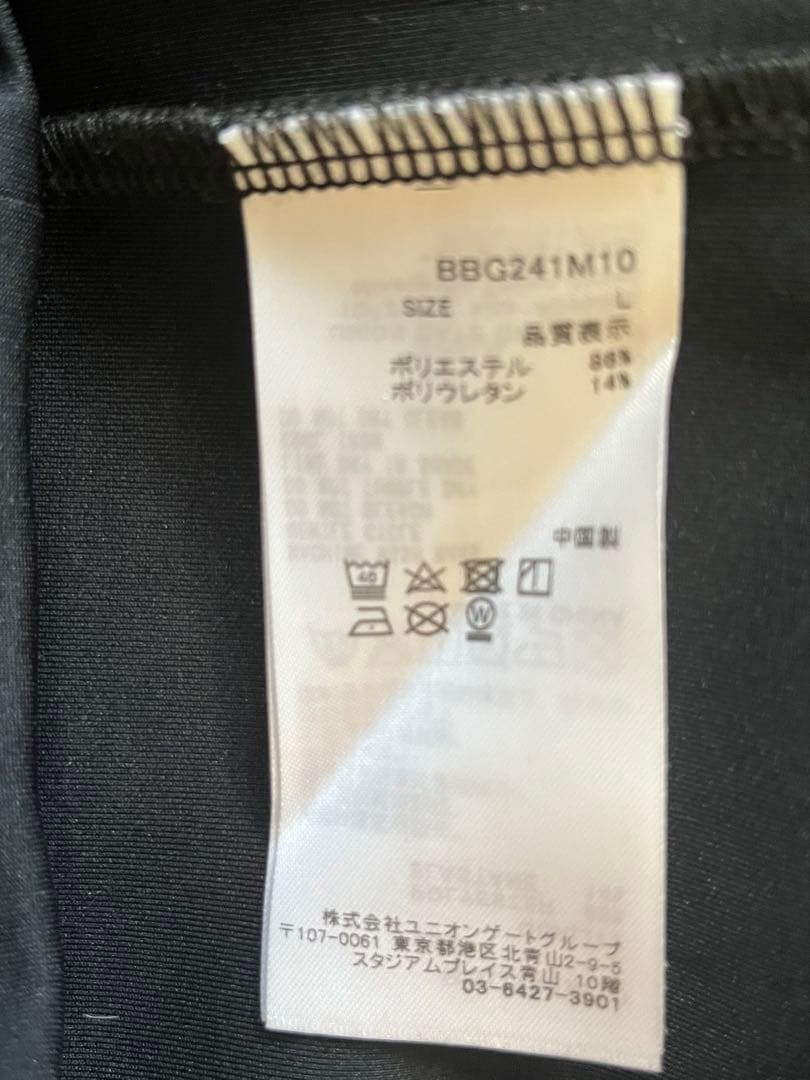 BBG241M10
SIZE L
品質表示
ポリエステル 86%
ポリウレタン 14%
中国製
40
W
株式会社ユニオンゲートグループ
〒107-0061 東京都港区北青山2-9-5
スタジアムプレイス青山 10階
03-6427-3901